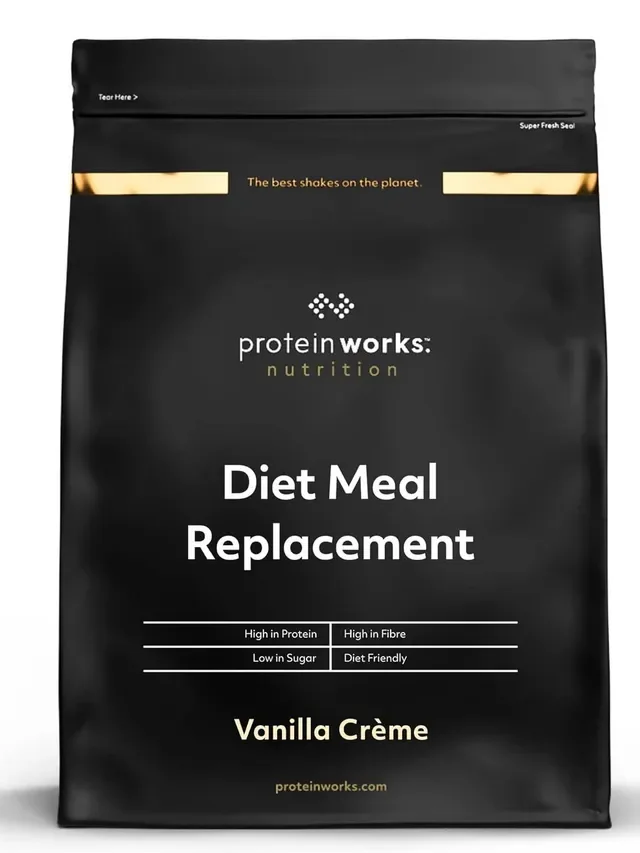 Tear Here >
Super Fresh Seal
The best shakes on the planet.
protein works.™
nutrition
Diet Meal
Replacement
High in Protein
High in Fibre
Low in Sugar
Diet Friendly
Vanilla Crème
proteinworks.com